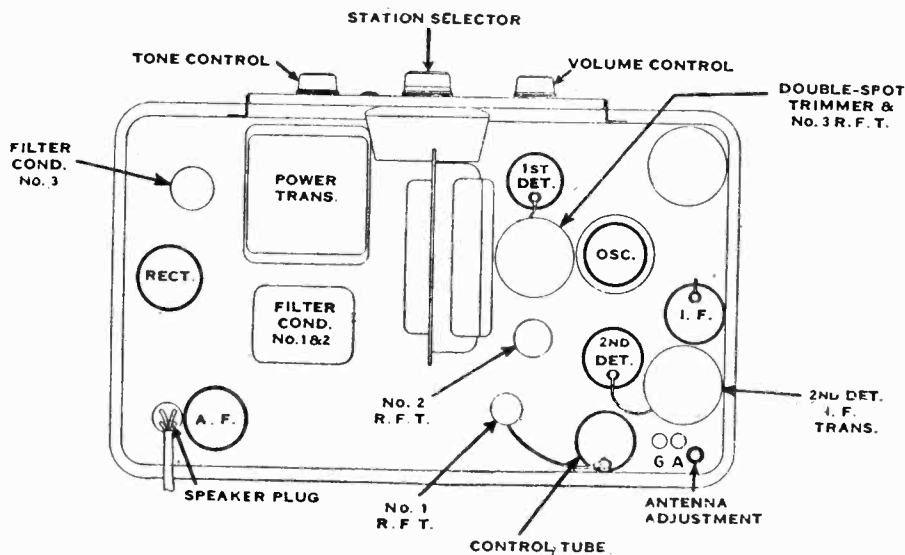 STATION SELECTOR
TONE CONTROL
VOLUME CONTROL
DOUBLE-SPOT
TRIMMER &
No. 3 R.F.T.
FILTER
COND.
No. 3
POWER
TRANS.
1ST
DET.
OSC.
RECT.
FILTER
COND.
No. 1&2
I. F.
2ND
DET.
No. 2
R.F.T.
2ND DET.
I.F.
TRANS.
A. F.
G A
SPEAKER PLUG
No. 1
R.F.T.
ANTENNA
ADJUSTMENT
CONTROL TUBE